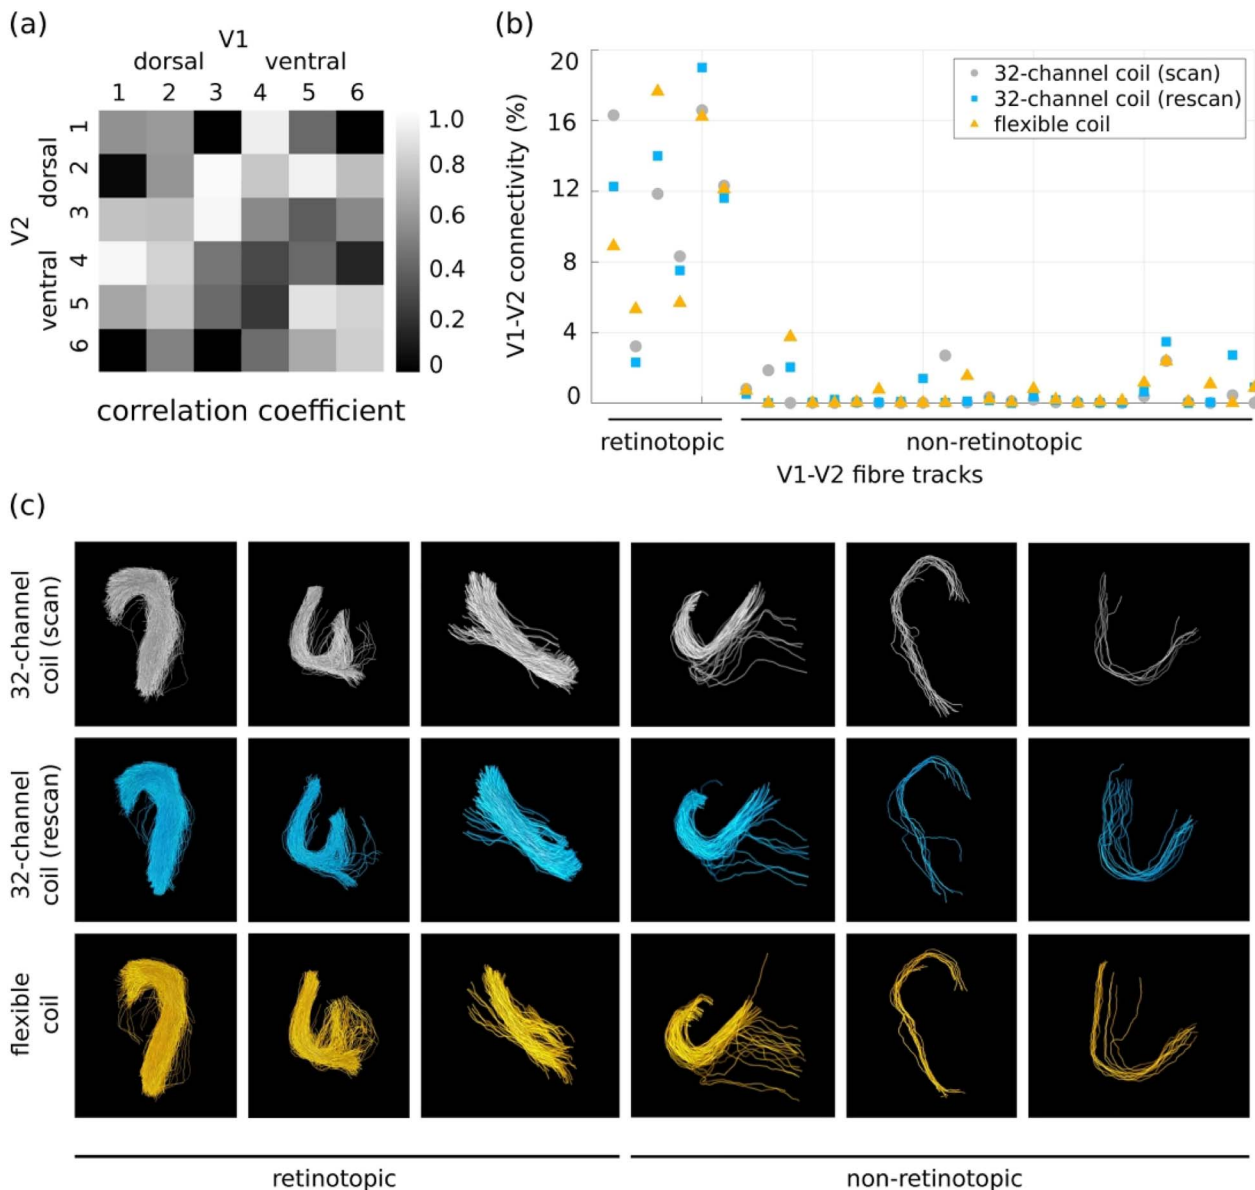 (a)
V1
dorsal ventral
1 2 3 4 5 6
V2
dorsal
ventral
1
2
3
4
5
6
1.0
0.8
0.6
0.4
0.2
0
correlation coefficient
(b)
V1-V2 connectivity (%)
20
16
12
8
4
0
32-channel coil (scan)
32-channel coil (rescan)
flexible coil
retinotopic non-retinotopic
V1-V2 fibre tracks
(c)
32-channel
coil (scan)
32-channel
coil (rescan)
flexible
coil
retinotopic non-retinotopic